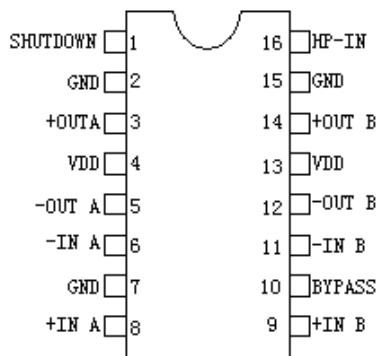 SHUTDOWN 1 16 HP-IN
GND 2 15 GND
+OUTA 3 14 +OUT B
VDD 4 13 VDD
-OUT A 5 12 -OUT B
-IN A 6 11 -IN B
GND 7 10 BYPASS
+IN A 8 9 +IN B